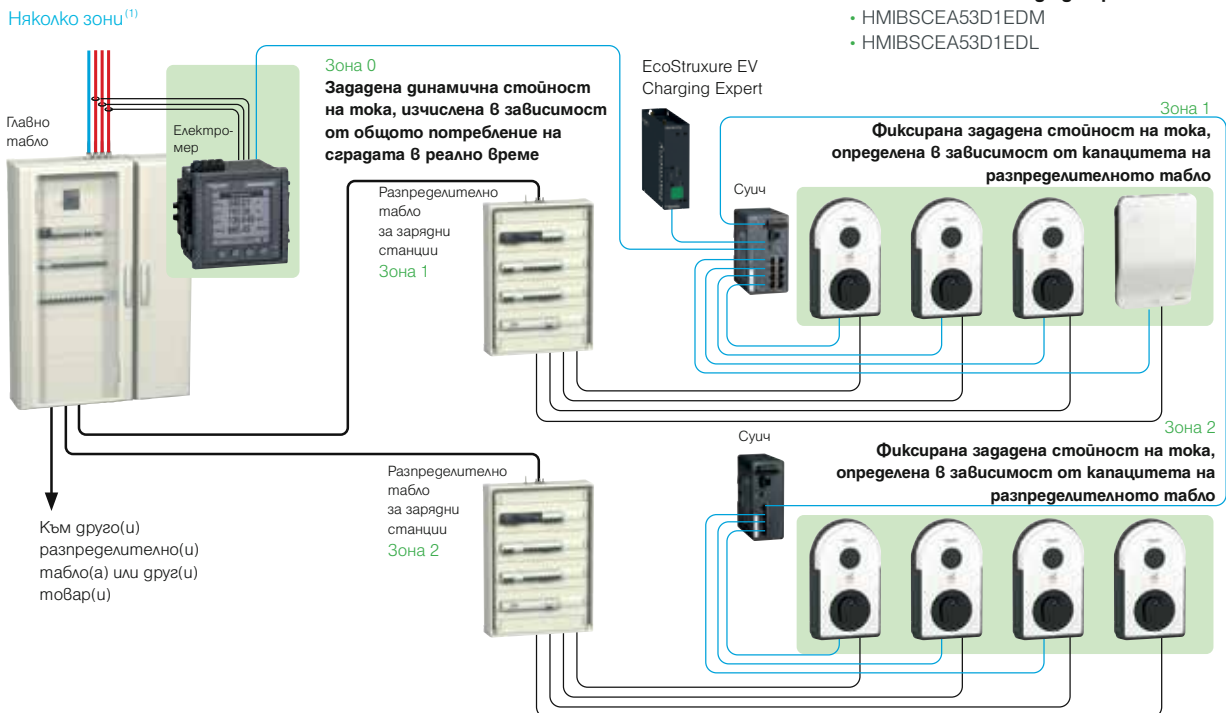 Няколко зони(1)
• HMIBSCEA53D1EDM
• HMIBSCEA53D1EDL
Главно
табло
Електро-
мер
Зона 0
Зададена динамична стойност
на тока, изчислена в зависимост
от общото потребление на
сградата в реално време
EcoStruxure EV
Charging Expert
Суич
Зона 1
Фиксирана зададена стойност на тока,
определена в зависимост от капацитета на
разпределителното табло
Разпределително
табло
за зарядни
станции
Зона 1
Суич
Зона 2
Фиксирана зададена стойност на тока,
определена в зависимост от капацитета на
разпределителното табло
Разпределително
табло
за зарядни
станции
Зона 2
Към друго(и)
разпределително(и)
табло(а) или друг(и)
товар(и)